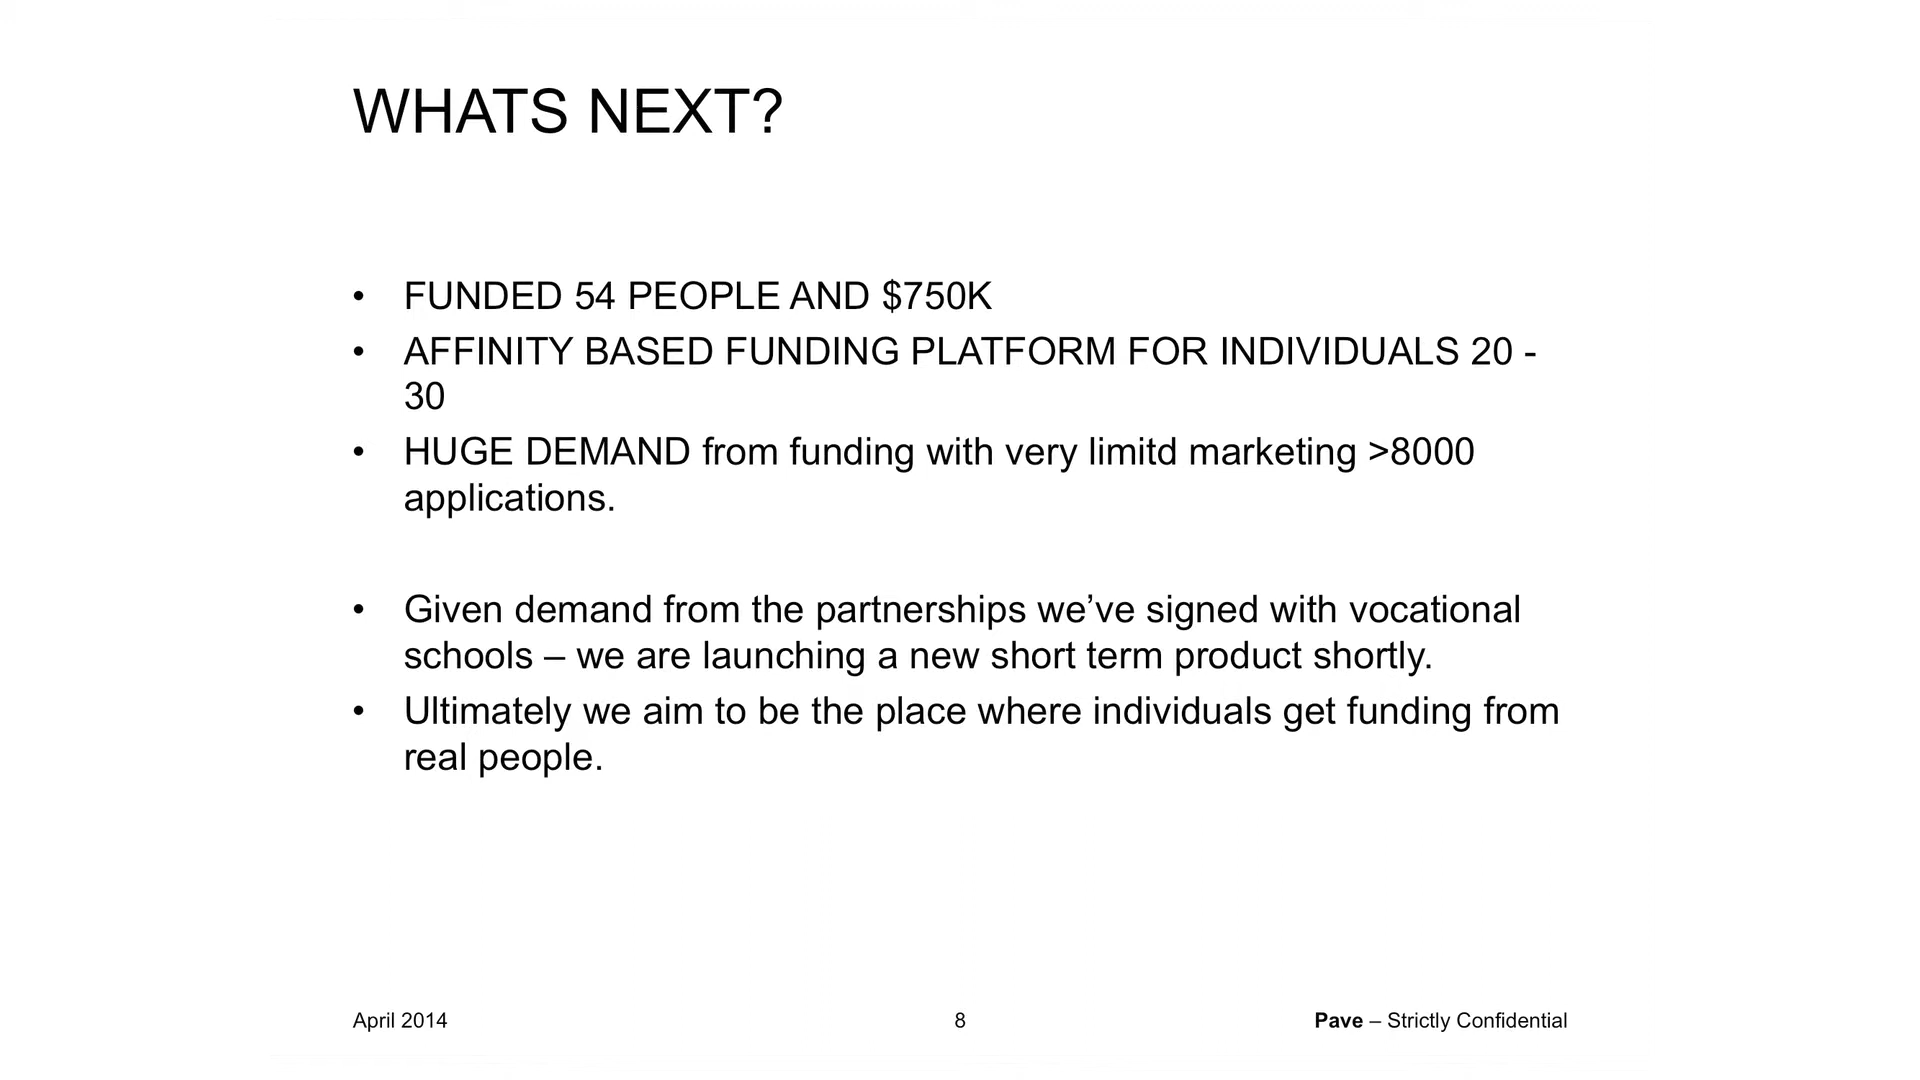 WHATS NEXT?
• FUNDED 54 PEOPLE AND $750K
• AFFINITY BASED FUNDING PLATFORM FOR INDIVIDUALS 20 -
30
• HUGE DEMAND from funding with very limitd marketing >8000
applications.
• Given demand from the partnerships we’ve signed with vocational
schools – we are launching a new short term product shortly.
• Ultimately we aim to be the place where individuals get funding from
real people.
April 2014
8
Pave – Strictly Confidential